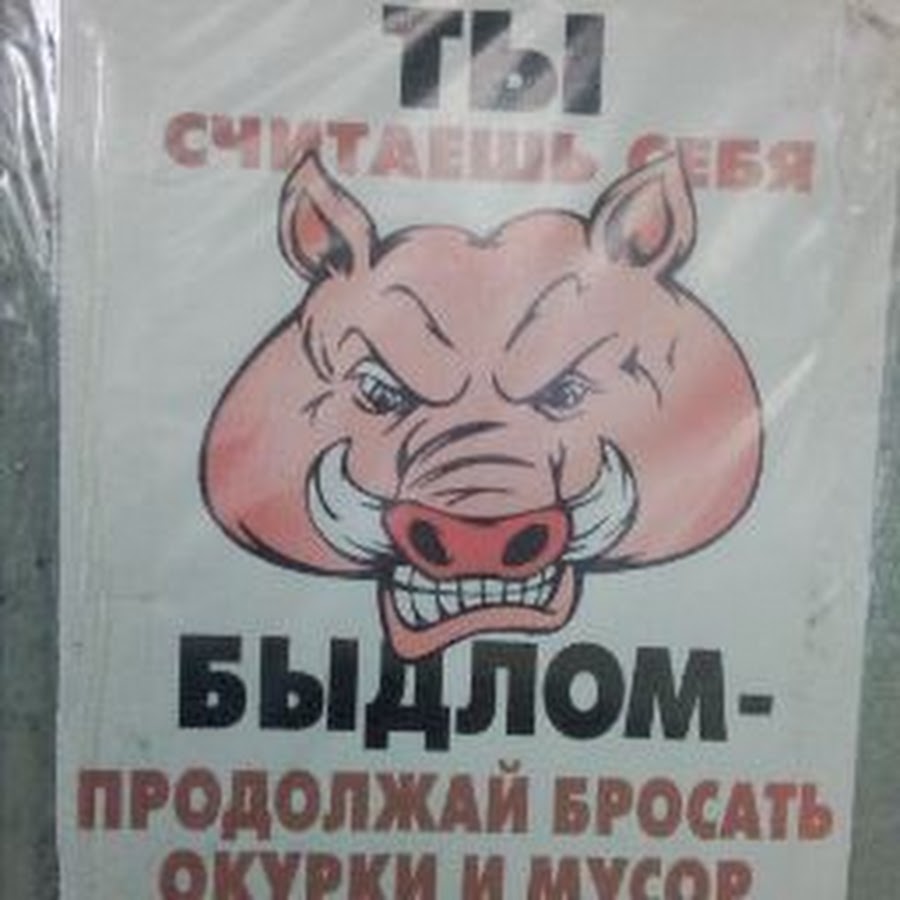 ТЫ
СЧИТАЕШЬ СЕБЯ
БЫДЛОМ-
ПРОДОЛЖАЙ БРОСАТЬ
ОКУРКИ И МУСОР